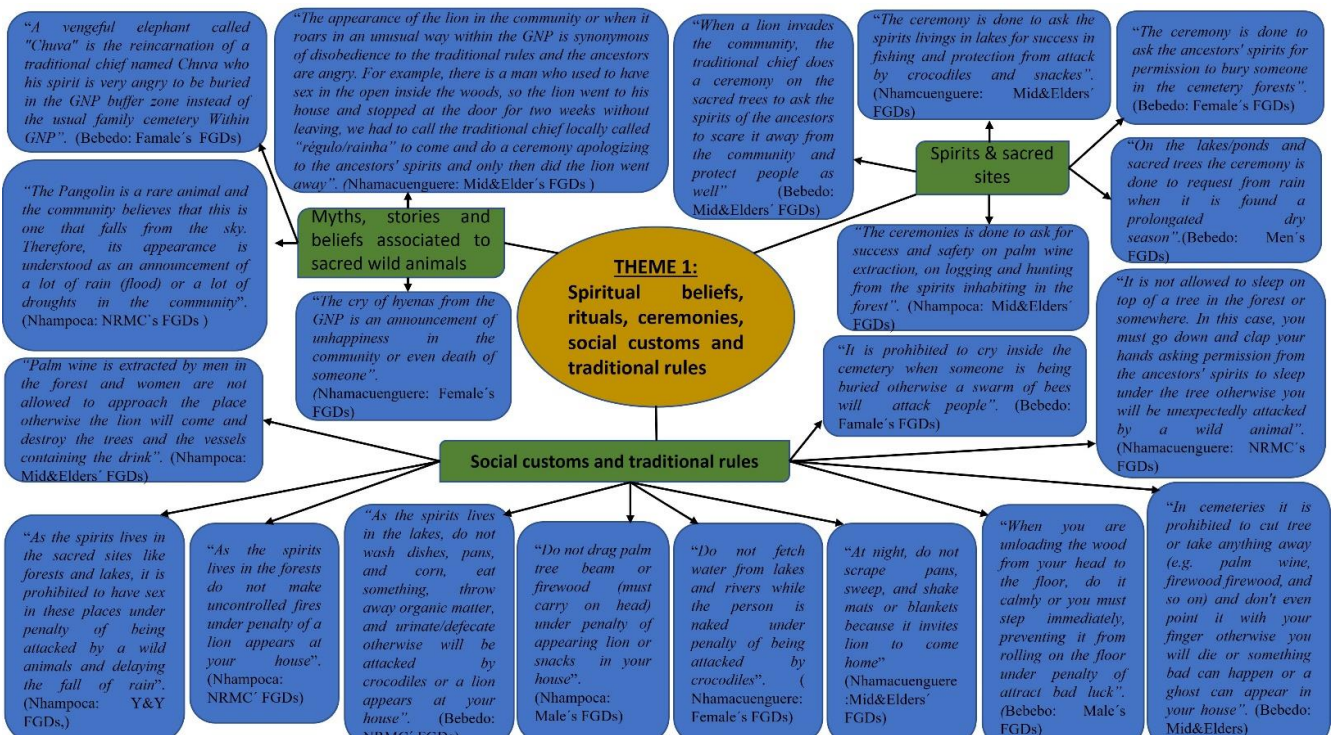 “A vengeful elephant called
"Chuva" is the reincarnation of a
traditional chief named Chuva who
his spirit is very angry to be buried
in the GNP buffer zone instead of
the usual family cemetery Within
GNP”. (Bebedo: Famale´s FGDs)
“The appearance of the lion in the community or when it
roars in an unusual way within the GNP is synonymous
of disobedience to the traditional rules and the ancestors
are angry. For example, there is a man who used to have
sex in the open inside the woods, so the lion went to his
house and stopped at the door for two weeks without
leaving, we had to call the traditional chief locally called
“règulo/rainha” to come and do a ceremony apologizing
to the ancestors' spirits and only then did the lion went
away”. (Nhamacuenguere: Mid&Elder´s FGDs )
“When a lion invades
the community, the
traditional chief does
a ceremony on the
sacred trees to ask the
spirits of the ancestors
to scare it away from
the community and
protect people as
well” (Bebedo:
Mid&Elders´ FGDs)
“The ceremony is done to ask the
spirits livings in lakes for success in
fishing and protection from attack
by crocodiles and snackes”.
(Nhamcuenguere: Mid&Elders´
FGDs)
“The ceremony is done to
ask the ancestors' spirits for
permission to bury someone
in the cemetery forests”.
(Bebedo: Female´s FGDs)
Spirits & sacred
sites
“On the lakes/ponds and
sacred trees the ceremony is
done to request from rain
when it is found a
prolongated dry
season”.(Bebedo: Men´s
FGDs)
“The Pangolin is a rare animal and
the community believes that this is
one that falls from the sky.
Therefore, its appearance is
understood as an announcement of
a lot of rain (flood) or a lot of
droughts in the community”.
(Nhampoca: NRMC`s FGDs )
Myths, stories and
beliefs associated to
sacred wild animals
THEME 1:
Spiritual beliefs,
rituals, ceremonies,
social customs and
traditional rules
“The ceremonies is done to ask for
success and safety on palm wine
extraction, on logging and hunting
from the spirits inhabiting in the
forest”. (Nhampoca: Mid&Elders´
FGDs)
“The cry of hyenas from the
GNP is an announcement of
unhappiness in the
community or even death of
someone”.
(Nhamacuenguere: Female´s
FGDs)
“It is not allowed to sleep on
top of a tree in the forest or
somewhere. In this case, you
must go down and clap your
hands asking permission from
the ancestors' spirits to sleep
under the tree otherwise you
will be unexpectedly attacked
by a wild animal”.
(Nhamacuenguere: NRMC´s
FGDs)
“Palm wine is extracted by men in
the forest and women are not
allowed to approach the place
otherwise the lion will come and
destroy the trees and the vessels
containing the drink”. (Nhampoca:
Mid&Elders´ FGDs)
“It is prohibited to cry inside the
cemetery when someone is being
buried otherwise a swarm of bees
will attack people”. (Bebedo:
Famale´s FGDs)
Social customs and traditional rules
“As the spirits lives in
the sacred sites like
forests and lakes, it is
prohibited to have sex
in these places under
penalty of being
attacked by a wild
animals and delaying
the fall of rain”.
(Nhampoca: Y&Y
FGDs,)
“As the spirits
lives in the forests
do not make
uncontrolled fires
under penalty of a
lion appears at
your house”.
(Nhampoca:
NRMC´ FGDs)
“As the spirits lives
in the lakes, do not
wash dishes, pans,
and corn, eat
something, throw
away organic matter,
and urinate/defecate
otherwise will be
attacked by
crocodiles or a lion
appears at your
house”. (Bebedo:
NRMC´ FGDs)
“Do not drag palm
tree beam or
firewood (must
carry on head)
under penalty of
appearing lion or
snacks in your
house”.
(Nhampoca:
Male´s FGDs)
“Do not fetch
water from lakes
and rivers while
the person is
naked under
penalty of being
attacked by
crocodiles”. (
Nhamacuenguere:
Female´s FGDs)
“At night, do not
scrape pans,
sweep, and shake
mats or blankets
because it invites
lion to come
home”
(Nhamacuenguere
:Mid&Elders´
FGDs)
“When you are
unloading the wood
from your head to
the floor, do it
calmly or you must
step immediately,
preventing it from
rolling on the floor
under penalty of
attract bad luck”.
(Bebebo: Male´s
FGDs)
“In cemeteries it is
prohibited to cut tree
or take anything away
(e.g. palm wine,
firewood firewood, and
so on) and don't even
point it with your
finger otherwise you
will die or something
bad can happen or a
ghost can appear in
your house”. (Bebedo:
Mid&Elders)